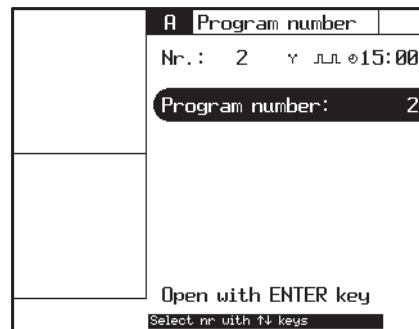 A Program number
Nr.: 2 15:00
Program number: 2
Open with ENTER key
Select nr with ↑↓ keys